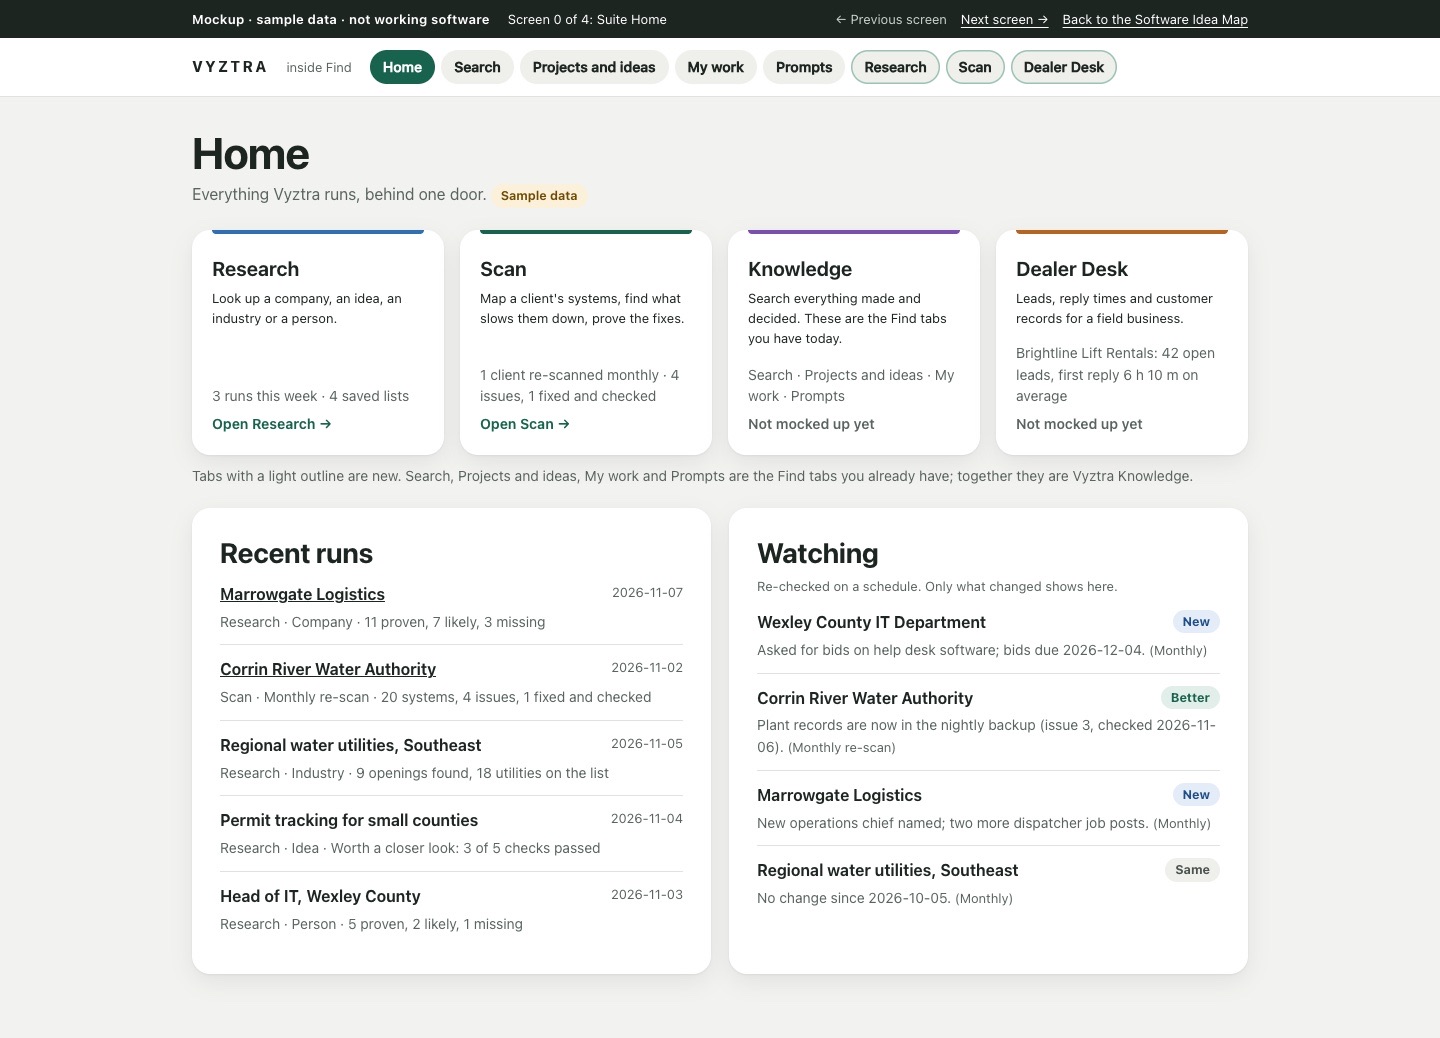 Mockup · sample data · not working software
Screen 0 of 4: Suite Home
← Previous screen
Next screen →
Back to the Software Idea Map
VYZTRA
inside Find
Home
Search
Projects and ideas
My work
Prompts
Research
Scan
Dealer Desk
Home
Everything Vyztra runs, behind one door.
Sample data
Research
Look up a company, an idea, an
industry or a person.
3 runs this week · 4 saved lists
Open Research →
Scan
Map a client's systems, find what
slows them down, prove the fixes.
1 client re-scanned monthly · 4
issues, 1 fixed and checked
Open Scan →
Knowledge
Search everything made and
decided. These are the Find tabs
you have today.
Search · Projects and ideas · My
work · Prompts
Not mocked up yet
Dealer Desk
Leads, reply times and customer
records for a field business.
Brightline Lift Rentals: 42 open
leads, first reply 6 h 10 m on
average
Not mocked up yet
Tabs with a light outline are new. Search, Projects and ideas, My work and Prompts are the Find tabs you already have; together they are Vyztra Knowledge.
Recent runs
Marrowgate Logistics
2026-11-07
Research · Company · 11 proven, 7 likely, 3 missing
Corrin River Water Authority
2026-11-02
Scan · Monthly re-scan · 20 systems, 4 issues, 1 fixed and checked
Regional water utilities, Southeast
2026-11-05
Research · Industry · 9 openings found, 18 utilities on the list
Permit tracking for small counties
2026-11-04
Research · Idea · Worth a closer look: 3 of 5 checks passed
Head of IT, Wexley County
2026-11-03
Research · Person · 5 proven, 2 likely, 1 missing
Watching
Re-checked on a schedule. Only what changed shows here.
Wexley County IT Department
New
Asked for bids on help desk software; bids due 2026-12-04. (Monthly)
Corrin River Water Authority
Better
Plant records are now in the nightly backup (issue 3, checked 2026-11-
06). (Monthly re-scan)
Marrowgate Logistics
New
New operations chief named; two more dispatcher job posts. (Monthly)
Regional water utilities, Southeast
Same
No change since 2026-10-05. (Monthly)